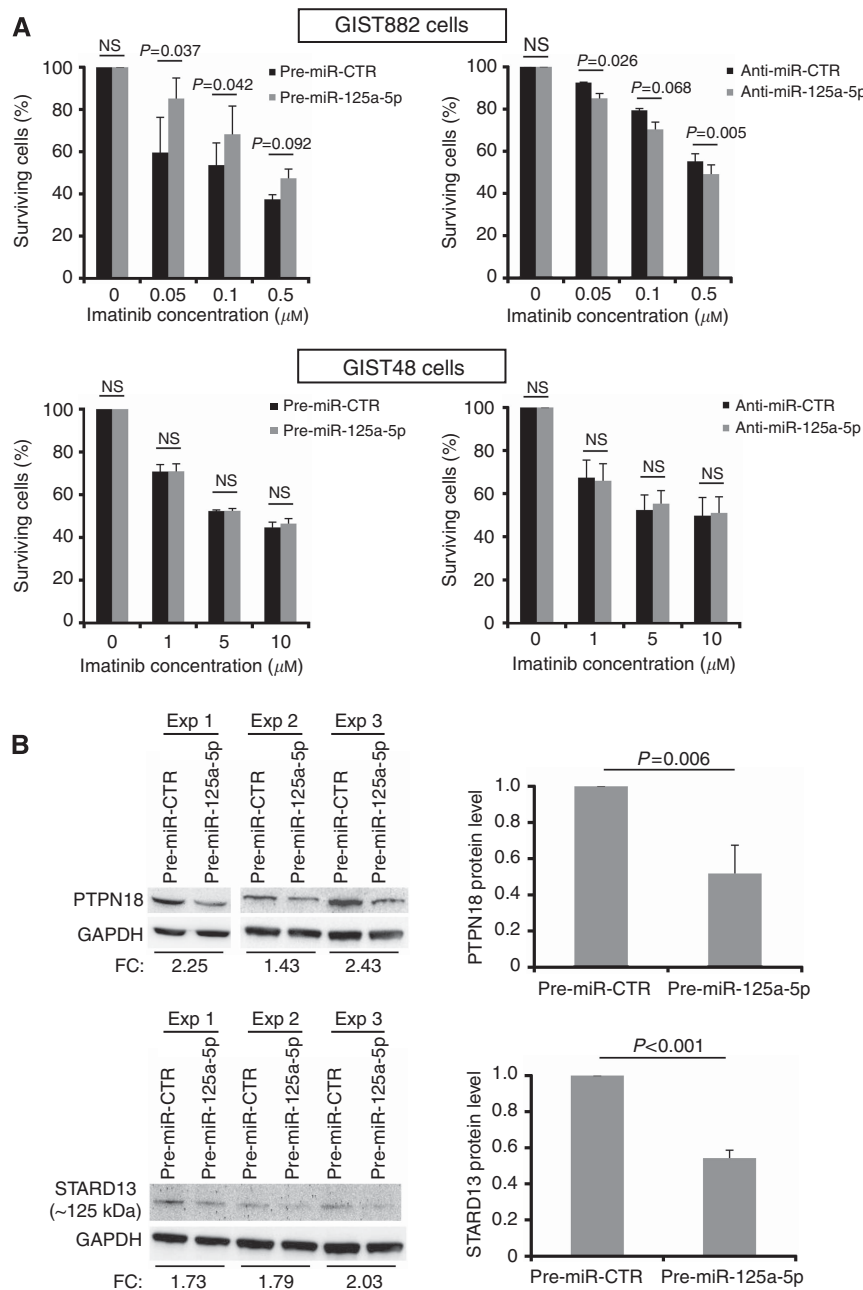 A
GIST882 cells
NS
P=0.037
P=0.042
P=0.092
Pre-miR-CTR
Pre-miR-125a-5p
Surviving cells (%)
100
80
60
40
20
0
0 0.05 0.1 0.5
Imatinib concentration (μM)
NS
P=0.026
P=0.068
P=0.005
Anti-miR-CTR
Anti-miR-125a-5p
Surviving cells (%)
100
80
60
40
20
0
0 0.05 0.1 0.5
Imatinib concentration (μM)
GIST48 cells
NS
NS
NS
NS
Pre-miR-CTR
Pre-miR-125a-5p
Surviving cells (%)
100
80
60
40
20
0
0 1 5 10
Imatinib concentration (μM)
NS
NS
NS
NS
Anti-miR-CTR
Anti-miR-125a-5p
Surviving cells (%)
100
80
60
40
20
0
0 1 5 10
Imatinib concentration (μM)
B
Exp 1 Exp 2 Exp 3
Pre-miR-CTR
Pre-miR-125a-5p
Pre-miR-CTR
Pre-miR-125a-5p
Pre-miR-CTR
Pre-miR-125a-5p
PTPN18
GAPDH
FC: 2.25 1.43 2.43
P=0.006
PTPN18 protein level
1.0
0.8
0.6
0.4
0.2
0
Pre-miR-CTR Pre-miR-125a-5p
Exp 1 Exp 2 Exp 3
Pre-miR-CTR
Pre-miR-125a-5p
Pre-miR-CTR
Pre-miR-125a-5p
Pre-miR-CTR
Pre-miR-125a-5p
STARD13
(~125 kDa)
GAPDH
FC: 1.73 1.79 2.03
P<0.001
STARD13 protein level
1.0
0.8
0.6
0.4
0.2
0
Pre-miR-CTR Pre-miR-125a-5p